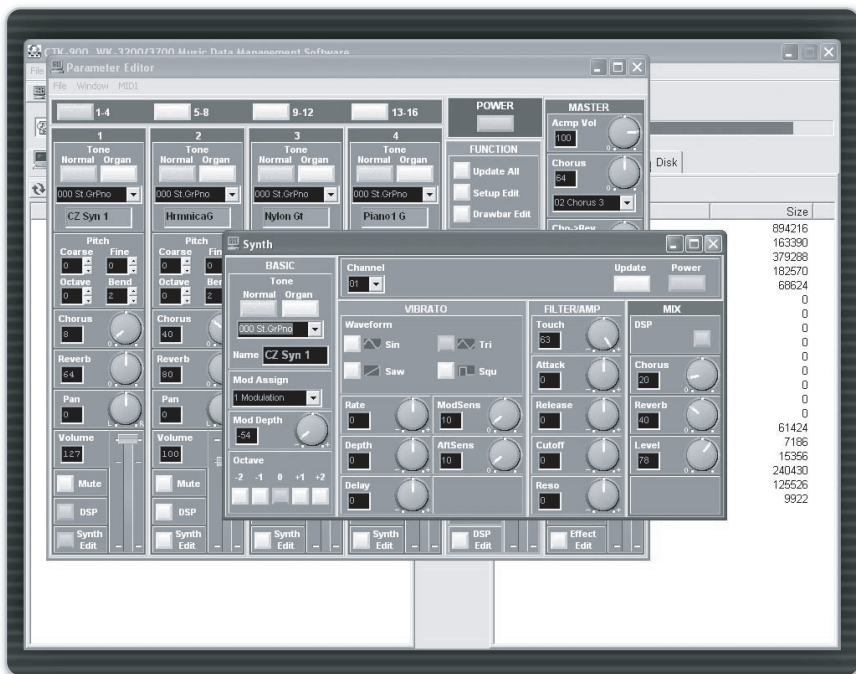 CTK-900, WK-3200/3700 Music Data Management Software
File
Parameter Editor
File Window MIDI
1-4 5-8 9-12 13-16
POWER
MASTER
Acmp Vol
100
Chorus
64
02 Chorus 3
Cho->Rev
FUNCTION
Update All
Setup Edit
Drawbar Edit
1 2 3 4
Tone Tone Tone Tone
Normal Organ Normal Organ Normal Organ Normal Organ
000 St.GrPno 000 St.GrPno 000 St.GrPno 000 St.GrPno
CZ Syn 1 HrmnicaG Nylon Gt Piano1 G
Pitch Pitch
Coarse Fine Coarse
0 0 0
Octave Bend Octave Bend
0 2 0 2
Chorus Chorus
8 40
Reverb Reverb
64 80
Pan Pan
0 L R 0
Volume Volume
127 100
Mute Mute
DSP DSP
Synth Edit Synth Edit Synth Edit Synth Edit DSP Edit Effect Edit
Synth
BASIC
Tone
Normal Organ
000 St.GrPno
Name CZ Syn 1
Mod Assign
1 Modulation
Mod Depth
-54
Octave
-2 -1 0 +1 +2
Channel
01
Update Power
VIBRATO
Waveform
Sin Tri
Saw Squ
Rate ModSens
0 10
Depth AftSens
0 10
Delay
0
FILTER/AMP
Touch
63
Attack
0
Release
0
Cutoff
0
Reso
0
MIX
DSP
Chorus
20
Reverb
40
Level
78
Disk
Size
894216
163390
379288
182570
68624
0
0
0
0
0
0
0
0
0
61424
7186
15356
240430
125526
9922